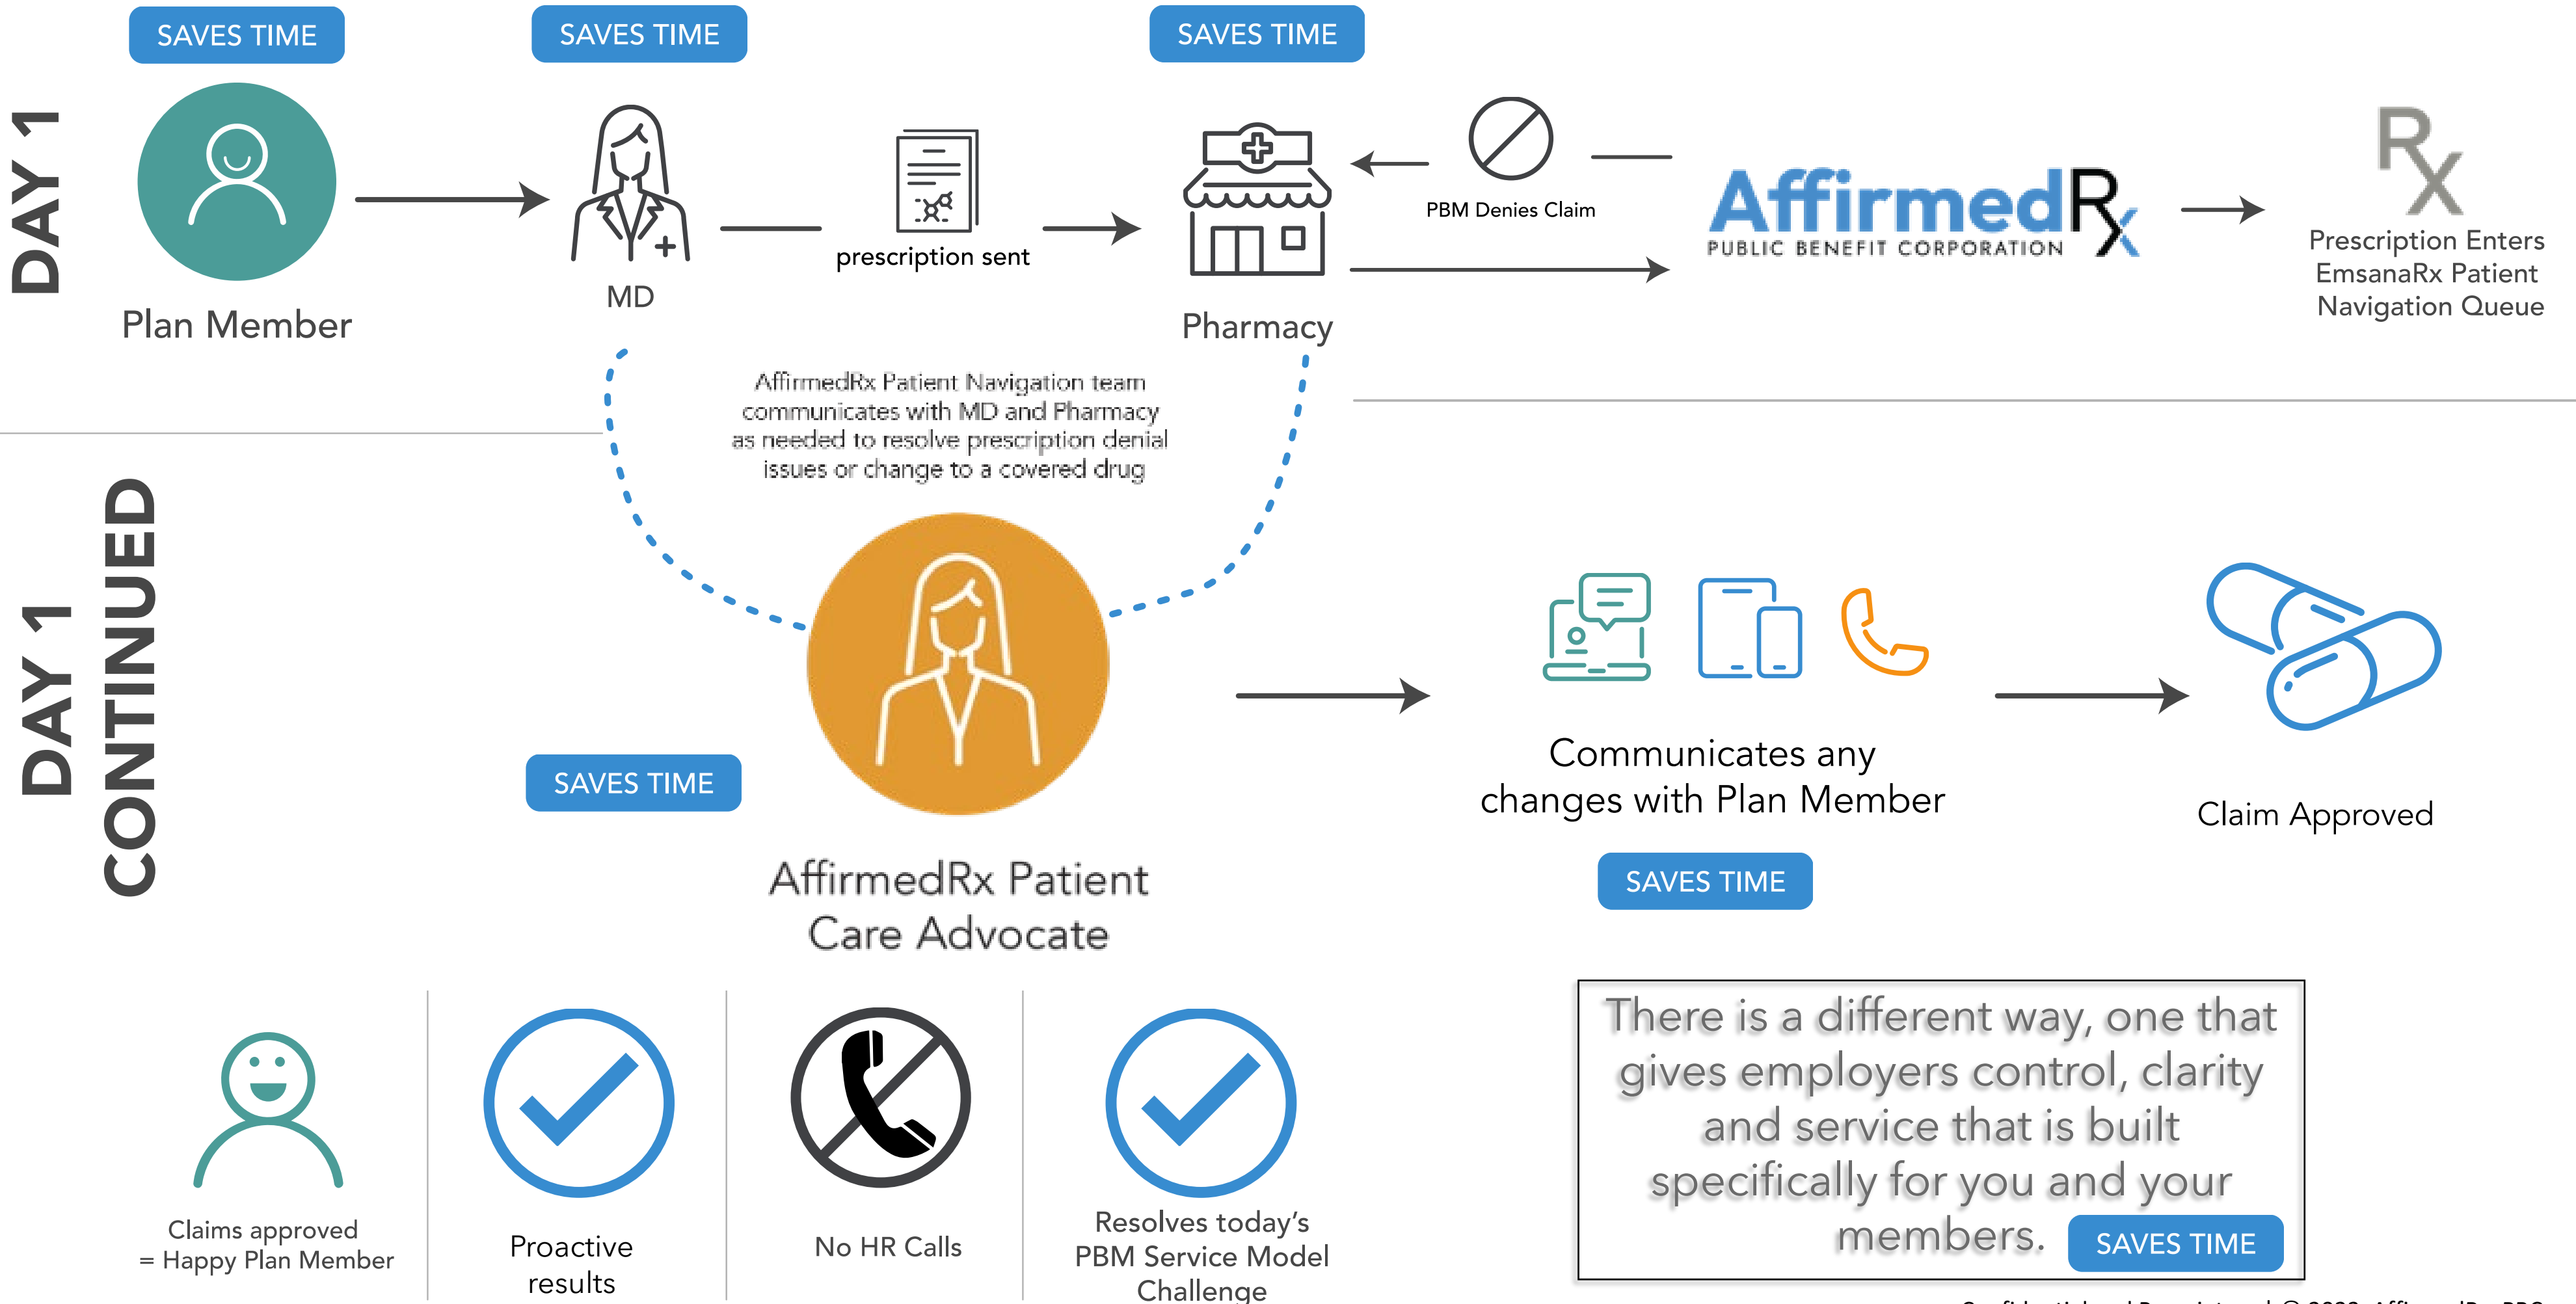 SAVES TIME
SAVES TIME
SAVES TIME
DAY 1
Plan Member
MD
prescription sent
Pharmacy
PBM Denies Claim
AffirmedRx
PUBLIC BENEFIT CORPORATION
Rx
Prescription Enters
EmsanaRx Patient
Navigation Queue
AffirmedRx Patient Navigation team
communicates with MD and Pharmacy
as needed to resolve prescription denial
issues or change to a covered drug
DAY 1
CONTINUED
SAVES TIME
AffirmedRx Patient
Care Advocate
Communicates any
changes with Plan Member
SAVES TIME
Claim Approved
Claims approved
= Happy Plan Member
Proactive
results
No HR Calls
Resolves today's
PBM Service Model
Challenge
There is a different way, one that
gives employers control, clarity
and service that is built
specifically for you and your
members.
SAVES TIME